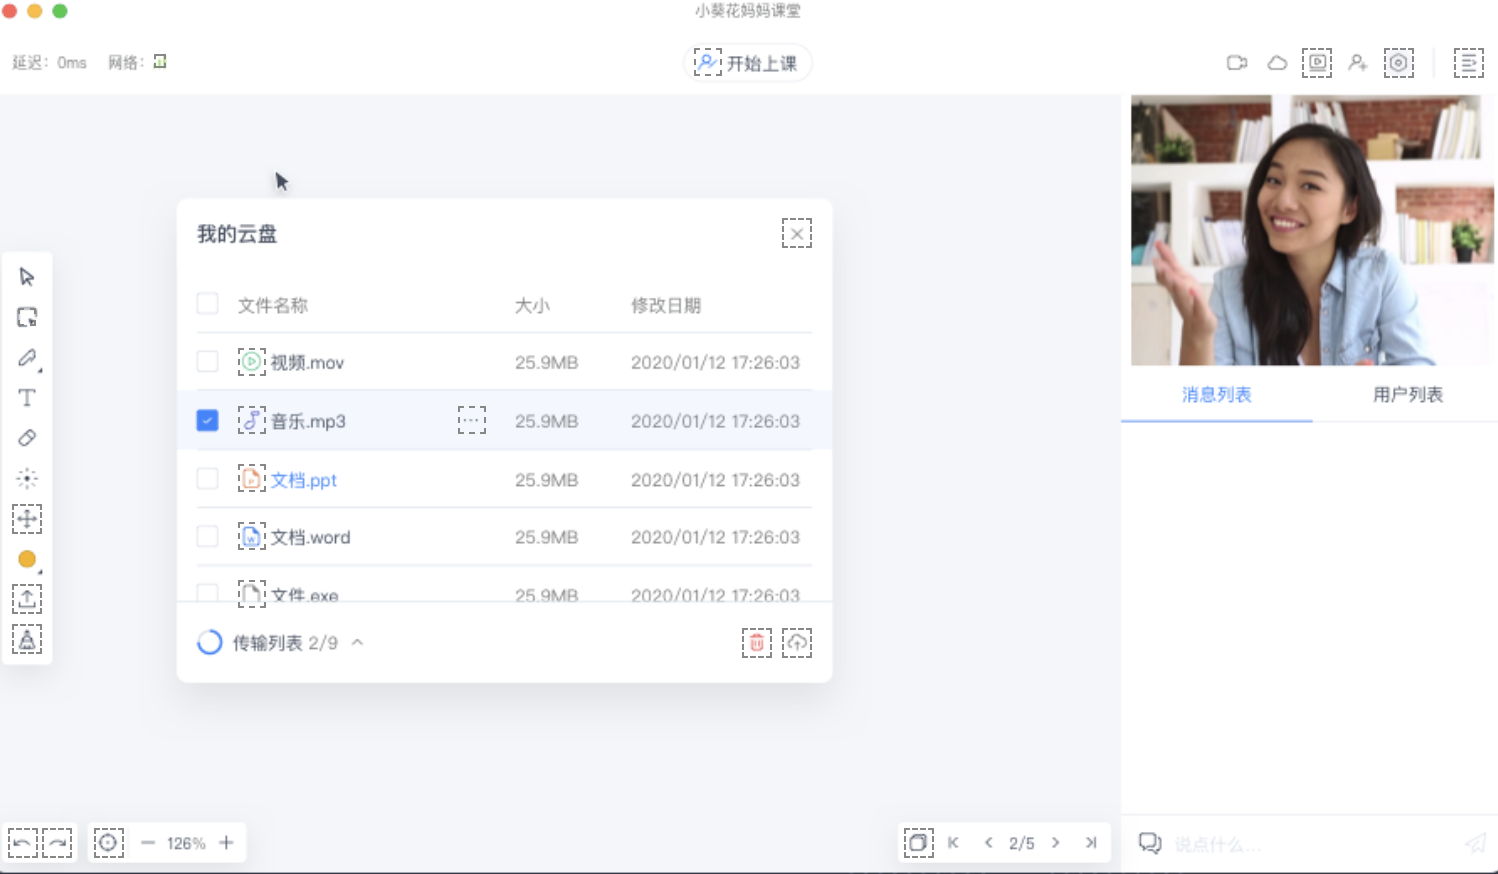 小葵花妈妈课堂
延迟：0ms 网络：
开始上课
我的云盘
文件名称 大小 修改日期
视频.mov 25.9MB 2020/01/12 17:26:03
音乐.mp3 25.9MB 2020/01/12 17:26:03
文档.ppt 25.9MB 2020/01/12 17:26:03
文档.word 25.9MB 2020/01/12 17:26:03
文件.exe 25.9MB 2020/01/12 17:26:03
传输列表 2/9
126%
2/5
消息列表 用户列表
说点什么...